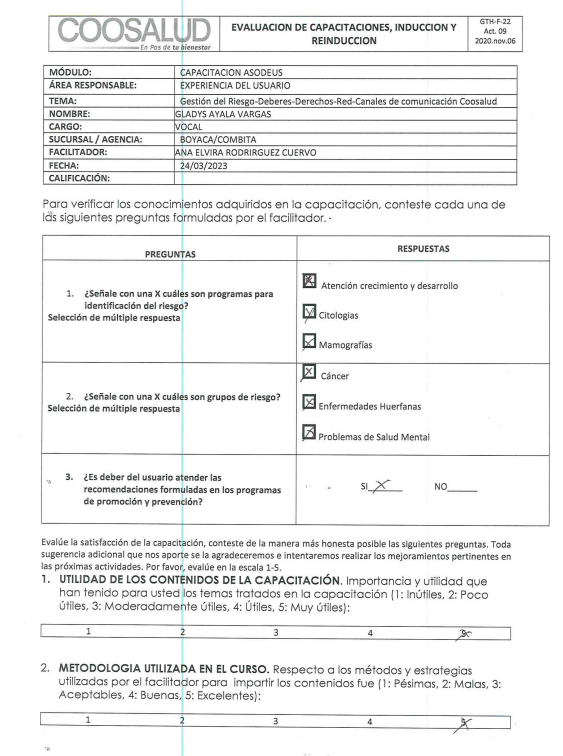 COOSALUD
En Pos de tu bienestar
EVALUACION DE CAPACITACIONES, INDUCCION Y
REINDUCCION
GTH-F-22
Act. 09
2020.nov.06
MÓDULO: CAPACITACION ASODEUS
ÁREA RESPONSABLE: EXPERIENCIA DEL USUARIO
TEMA: Gestión del Riesgo-Deberes-Derechos-Red-Canales de comunicación Coosalud
NOMBRE: GLADYS AYALA VARGAS
CARGO: VOCAL
SUCURSAL / AGENCIA: BOYACA/COMBITA
FACILITADOR: ANA ELVIRA RODRIRGUEZ CUERVO
FECHA: 24/03/2023
CALIFICACIÓN:
Para verificar los conocimientos adquiridos en la capacitación, conteste cada una de
las siguientes preguntas formuladas por el facilitador. -
PREGUNTAS
RESPUESTAS
1. ¿Señale con una X cuáles son programas para
identificación del riesgo?
Selección de múltiple respuesta
X Atención crecimiento y desarrollo
X Citologias
X Mamografías
2. ¿Señale con una X cuáles son grupos de riesgo?
Selección de múltiple respuesta
X Cáncer
X Enfermedades Huerfanas
X Problemas de Salud Mental
3. ¿Es deber del usuario atender las
recomendaciones formuladas en los programas
de promoción y prevención?
SI X NO
Evalúe la satisfacción de la capacitación, conteste de la manera más honesta posible las siguientes preguntas. Toda
sugerencia adicional que nos aporte se la agradeceremos e intentaremos realizar los mejoramientos pertinentes en
las próximas actividades. Por favor, evalúe en la escala 1-5.
1. UTILIDAD DE LOS CONTENIDOS DE LA CAPACITACIÓN. Importancia y utilidad que
han tenido para usted los temas tratados en la capacitación (1: Inútiles, 2: Poco
útiles, 3: Moderadamente útiles, 4: Útiles, 5: Muy útiles):
1 2 3 4 5
2. METODOLOGIA UTILIZADA EN EL CURSO. Respecto a los métodos y estrategias
utilizadas por el facilitador para impartir los contenidos fue (1: Pésimas, 2: Malas, 3:
Aceptables, 4: Buenas, 5: Excelentes):
1 2 3 4 5